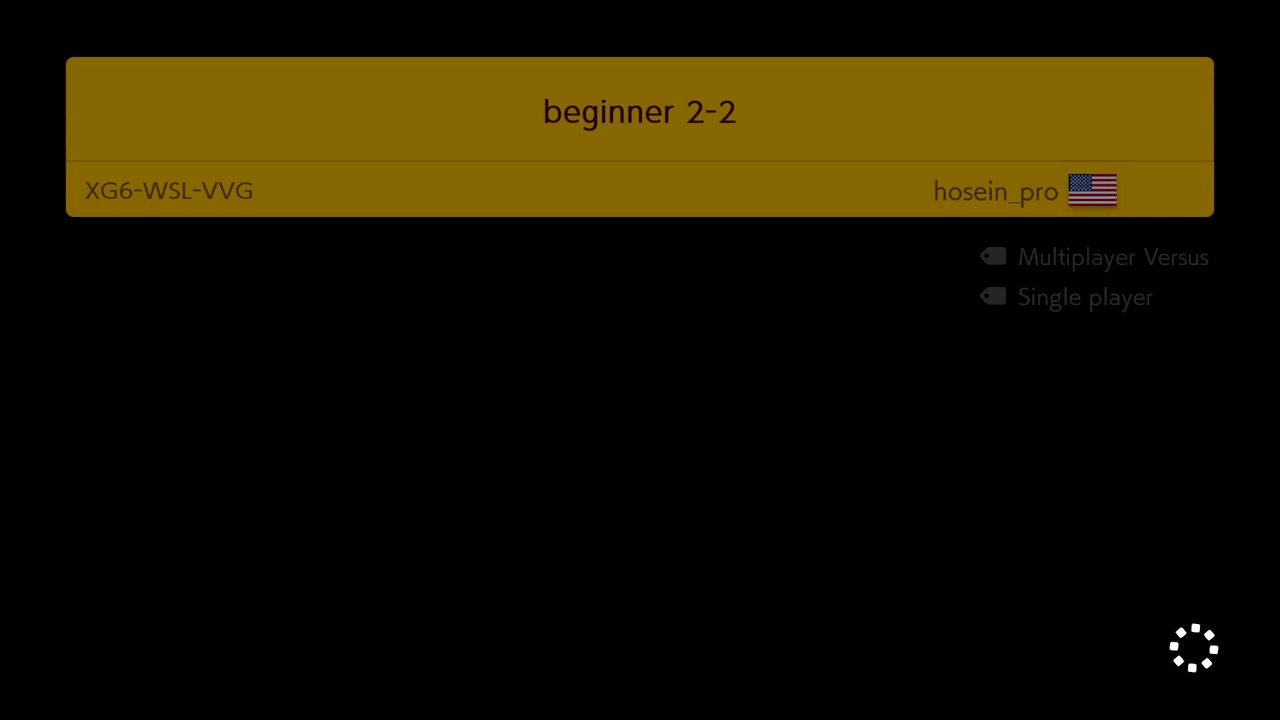 beginner 2-2
XG6-WSL-VVG
hosein_pro
Multiplayer Versus
Single player